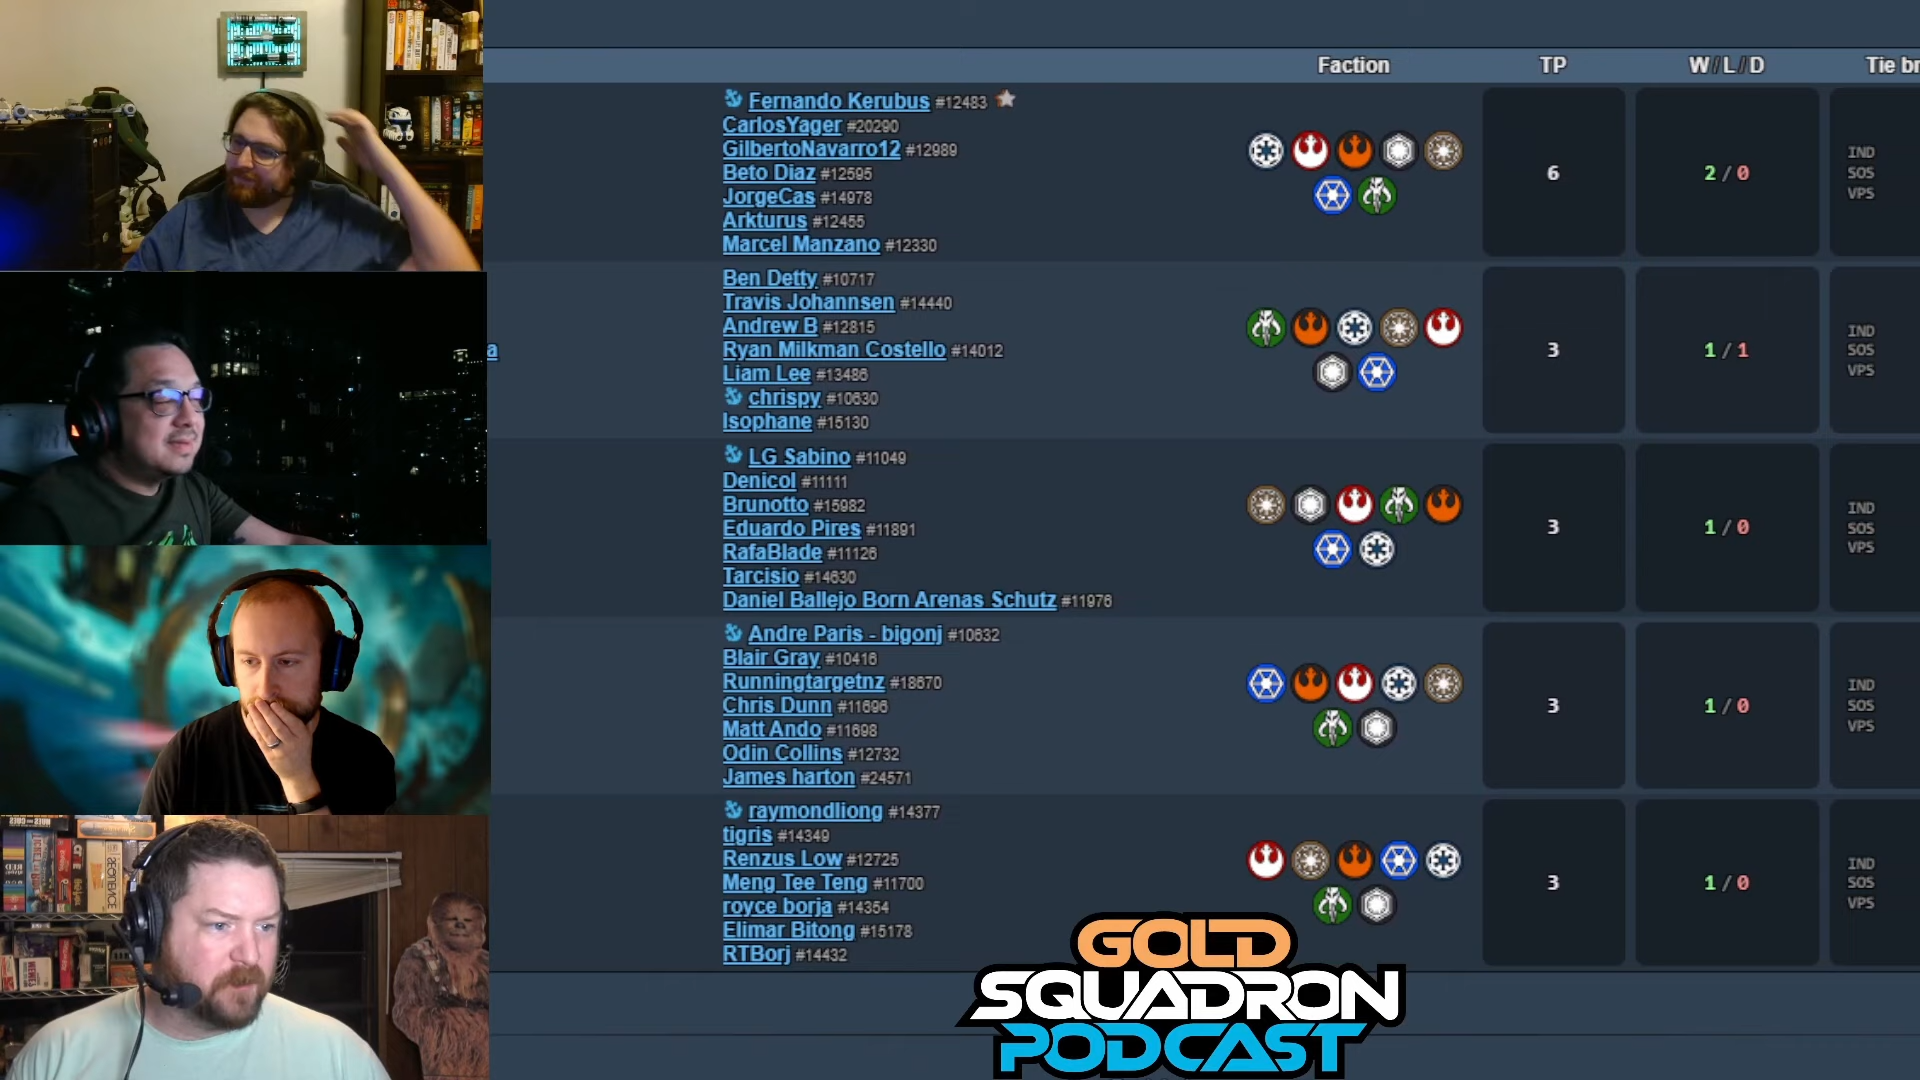 Faction TP W / L / D Tie br
Fernando Kerubus #12483
CarlosYager #20290
GilbertoNavarro12 #12989
Beto Diaz #12595
JorgeCas #14978
Arkturus #12455
Marcel Manzano #12330
6
2 / 0
IND
SOS
VPS
a
Ben Detty #10717
Travis Johannsen #14440
Andrew B #12815
Ryan Milkman Costello #14012
Liam Lee #13486
chrispy #10630
Isophane #15130
3
1 / 1
IND
SOS
VPS
LG Sabino #11049
Denicol #11111
Brunotto #15982
Eduardo Pires #11891
RafaBlade #11126
Tarcisio #14630
Daniel Ballejo Born Arenas Schutz #11976
3
1 / 0
IND
SOS
VPS
Andre Paris - bigonj #10632
Blair Gray #10416
Runningtargetnz #18670
Chris Dunn #11696
Matt Ando #11698
Odin Collins #12732
James harton #24571
3
1 / 0
IND
SOS
VPS
raymondliong #14377
tigris #14349
Renzus Low #12725
Meng Tee Teng #11700
royce borja #14354
Elimar Bitong #15178
RTBorj #14432
3
1 / 0
IND
SOS
VPS
GOLD
SQUADRON
PODCAST